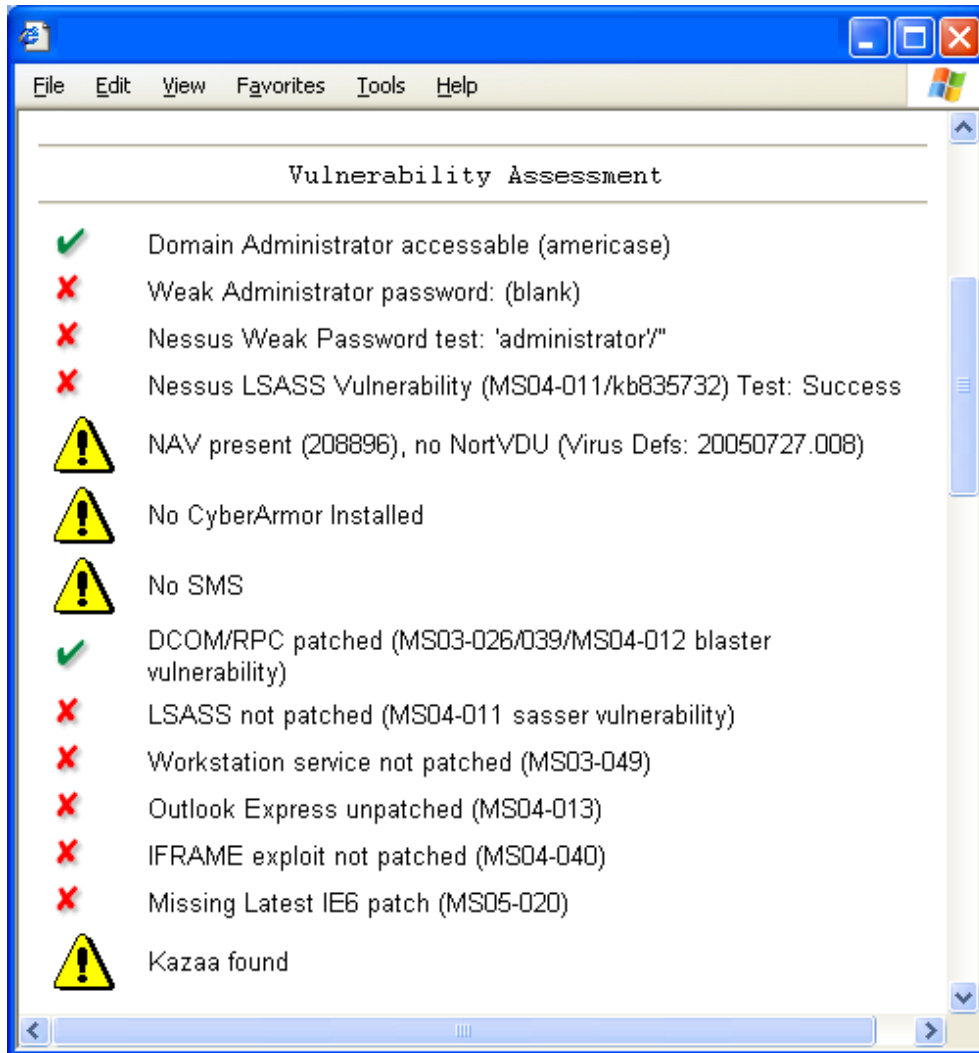 File Edit View Favorites Tools Help
Vulnerability Assessment
Domain Administrator accessable (americase)
Weak Administrator password: (blank)
Nessus Weak Password test: 'administrator'/''
Nessus LSASS Vulnerability (MS04-011/kb835732) Test: Success
NAV present (208896), no NortVDU (Virus Defs: 20050727.008)
No CyberArmor Installed
No SMS
DCOM/RPC patched (MS03-026/039/MS04-012 blaster
vulnerability)
LSASS not patched (MS04-011 sasser vulnerability)
Workstation service not patched (MS03-049)
Outlook Express unpatched (MS04-013)
IFRAME exploit not patched (MS04-040)
Missing Latest IE6 patch (MS05-020)
Kazaa found